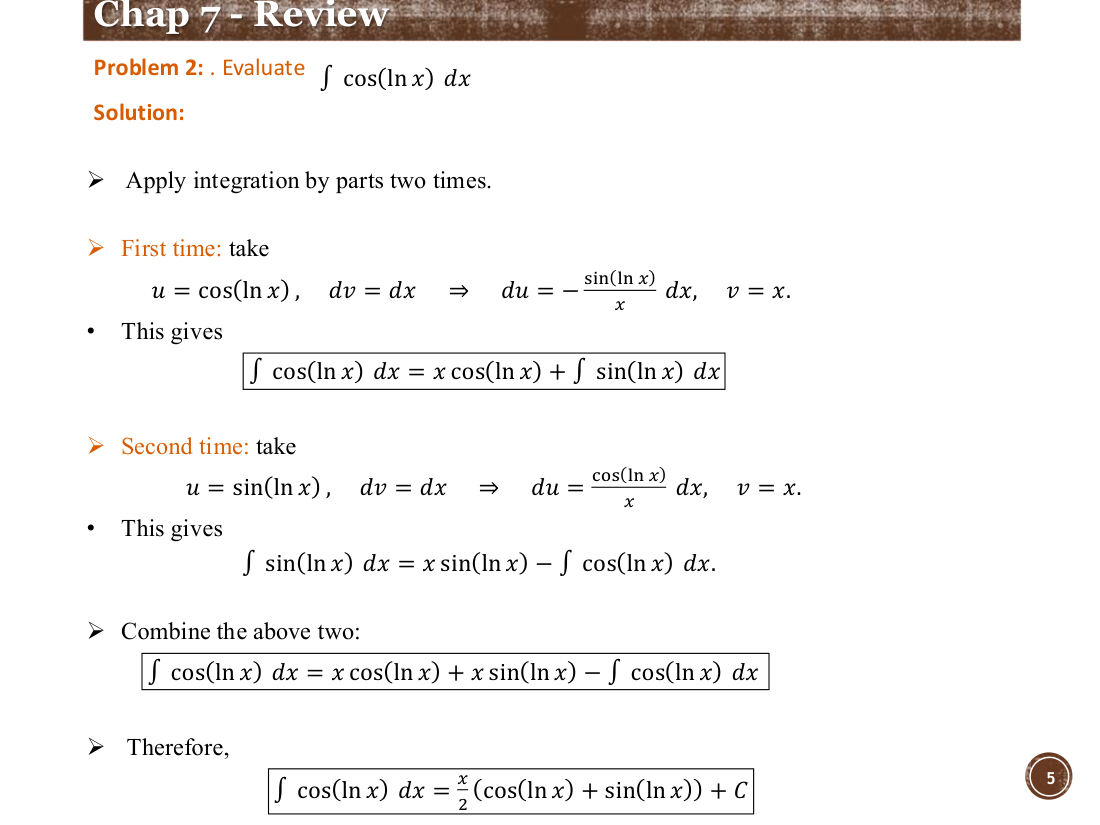 Chap 7 - Review
Problem 2: . Evaluate ∫ cos(ln x) dx
Solution:
➢ Apply integration by parts two times.
➢ First time: take
u = cos(ln x) , dv = dx ⇒ du = − sin(ln x)/x dx, v = x.
• This gives
∫ cos(ln x) dx = x cos(ln x) + ∫ sin(ln x) dx
➢ Second time: take
u = sin(ln x) , dv = dx ⇒ du = cos(ln x)/x dx, v = x.
• This gives
∫ sin(ln x) dx = x sin(ln x) − ∫ cos(ln x) dx.
➢ Combine the above two:
∫ cos(ln x) dx = x cos(ln x) + x sin(ln x) − ∫ cos(ln x) dx
➢ Therefore,
∫ cos(ln x) dx = x/2 (cos(ln x) + sin(ln x)) + C
5